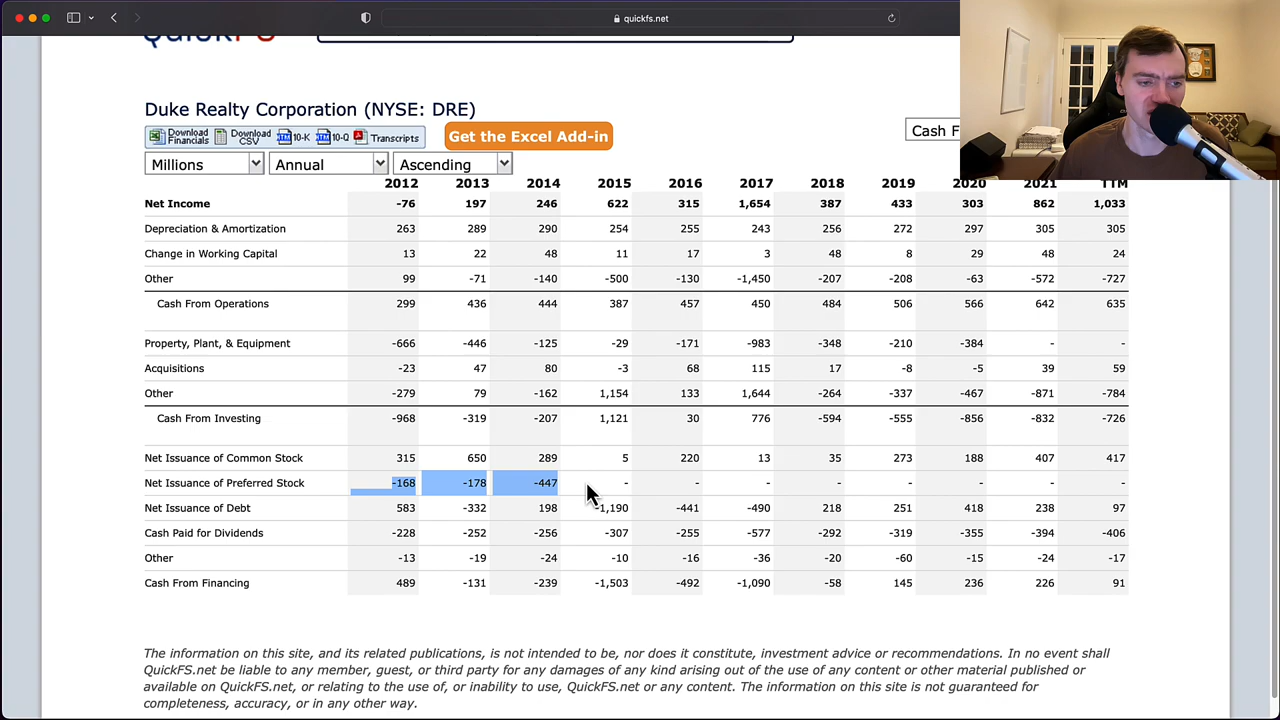 quickfs.net
QuickFS
Duke Realty Corporation (NYSE: DRE)
Download Financials Download CSV 10-K 10-Q Transcripts
Get the Excel Add-in
Cash F
Millions Annual Ascending
2012 2013 2014 2015 2016 2017 2018 2019 2020 2021 TTM
Net Income -76 197 246 622 315 1,654 387 433 303 862 1,033
Depreciation & Amortization 263 289 290 254 255 243 256 272 297 305 305
Change in Working Capital 13 22 48 11 17 3 48 8 29 48 24
Other 99 -71 -140 -500 -130 -1,450 -207 -208 -63 -572 -727
Cash From Operations 299 436 444 387 457 450 484 506 566 642 635
Property, Plant, & Equipment -666 -446 -125 -29 -171 -983 -348 -210 -384 - -
Acquisitions -23 47 80 -3 68 115 17 -8 -5 39 59
Other -279 79 -162 1,154 133 1,644 -264 -337 -467 -871 -784
Cash From Investing -968 -319 -207 1,121 30 776 -594 -555 -856 -832 -726
Net Issuance of Common Stock 315 650 289 5 220 13 35 273 188 407 417
Net Issuance of Preferred Stock -168 -178 -447 - - - - - - - -
Net Issuance of Debt 583 -332 198 -1,190 -441 -490 218 251 418 238 97
Cash Paid for Dividends -228 -252 -256 -307 -255 -577 -292 -319 -355 -394 -406
Other -13 -19 -24 -10 -16 -36 -20 -60 -15 -24 -17
Cash From Financing 489 -131 -239 -1,503 -492 -1,090 -58 145 236 226 91
The information on this site, and its related publications, is not intended to be, nor does it constitute, investment advice or recommendations. In no event shall
QuickFS.net be liable to any member, guest, or third party for any damages of any kind arising out of the use of any content or other material published or
available on QuickFS.net, or relating to the use of, or inability to use, QuickFS.net or any content. The information on this site is not guaranteed for
completeness, accuracy, or in any other way.